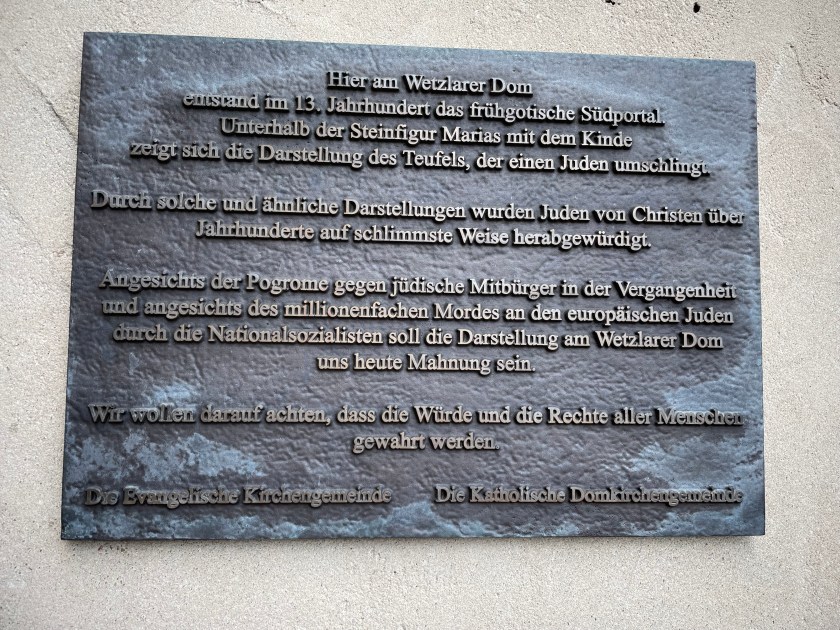 Hier am Wetzlarer Dom
entstand im 13. Jahrhundert das frühgotische Südportal.
Unterhalb der Steinfigur Marias mit dem Kinde
zeigt sich die Darstellung des Teufels, der einen Juden umschlingt.
Durch solche und ähnliche Darstellungen wurden Juden von Christen über
Jahrhunderte auf schlimmste Weise herabgewürdigt.
Angesichts der Pogrome gegen jüdische Mitbürger in der Vergangenheit
und angesichts des millionenfachen Mordes an den europäischen Juden
durch die Nationalsozialisten soll die Darstellung am Wetzlarer Dom
uns heute Mahnung sein.
Wir wollen darauf achten, dass die Würde und die Rechte aller Menschen
gewahrt werden.
Die Evangelische Kirchengemeinde Die Katholische Domkirchengemeinde